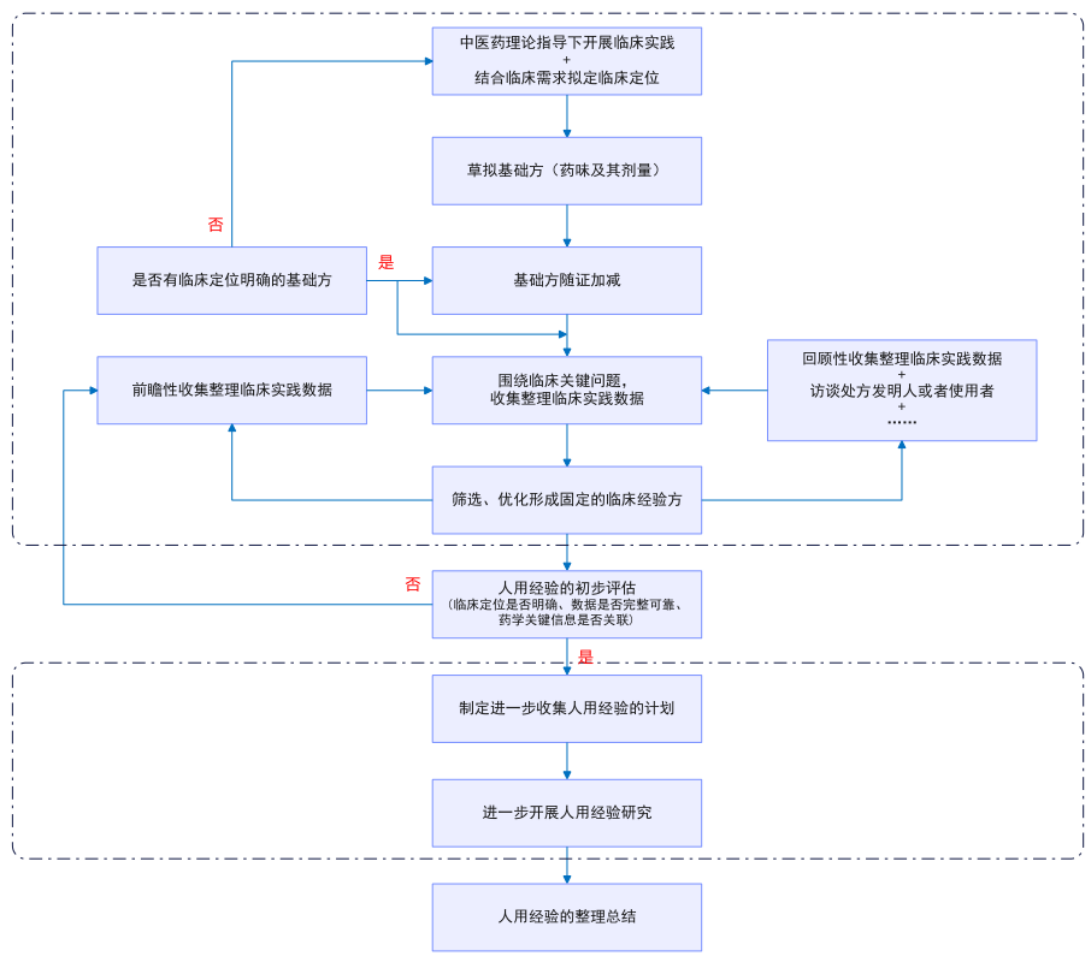 中医药理论指导下开展临床实践
+
结合临床需求拟定临床定位
草拟基础方（药味及其剂量）
否
是否有临床定位明确的基础方
是
基础方随证加减
前瞻性收集整理临床实践数据
围绕临床关键问题，
收集整理临床实践数据
回顾性收集整理临床实践数据
+
访谈处方发明人或者使用者
+
……
筛选、优化形成固定的临床经验方
否
人用经验的初步评估
（临床定位是否明确、数据是否完整可靠、
药学关键信息是否关联）
是
制定进一步收集人用经验的计划
进一步开展人用经验研究
人用经验的整理总结